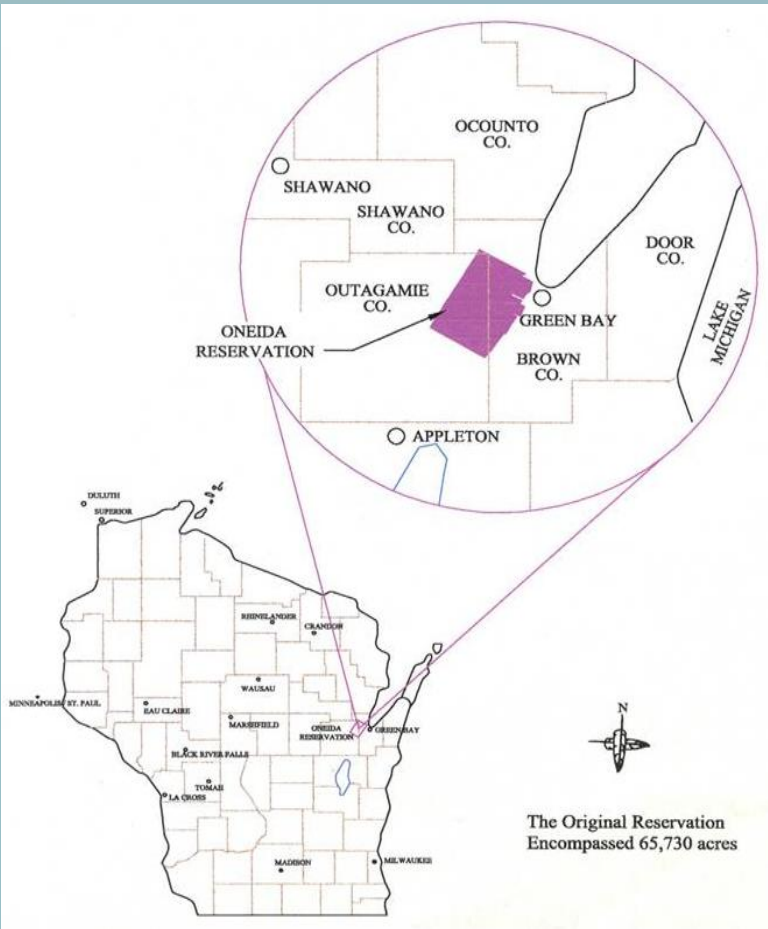 OCOUNTO
CO.
SHAWANO
SHAWANO
CO.
DOOR
CO.
OUTAGAMIE
CO.
LAKE
MICHIGAN
GREEN BAY
ONEIDA
RESERVATION
BROWN
CO.
APPLETON
DULUTH
SUPERIOR
RHINELANDER
CRANDON
WAUSAU
MINNEAPOLIS/ ST. PAUL
EAU CLAIRE
MARSHFIELD
ONEIDA
RESERVATION
GREEN BAY
BLACK RIVER FALLS
TOMAH
LA CROSS
MADISON
MILWAUKEE
N
The Original Reservation
Encompassed 65,730 acres